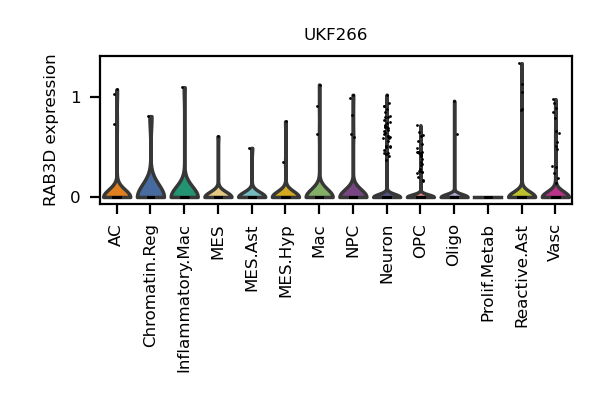 UKF266
RAB3D expression
1
0
AC
Chromatin.Reg
Inflammatory.Mac
MES
MES.Ast
MES.Hyp
Mac
NPC
Neuron
OPC
Oligo
Prolif.Metab
Reactive.Ast
Vasc